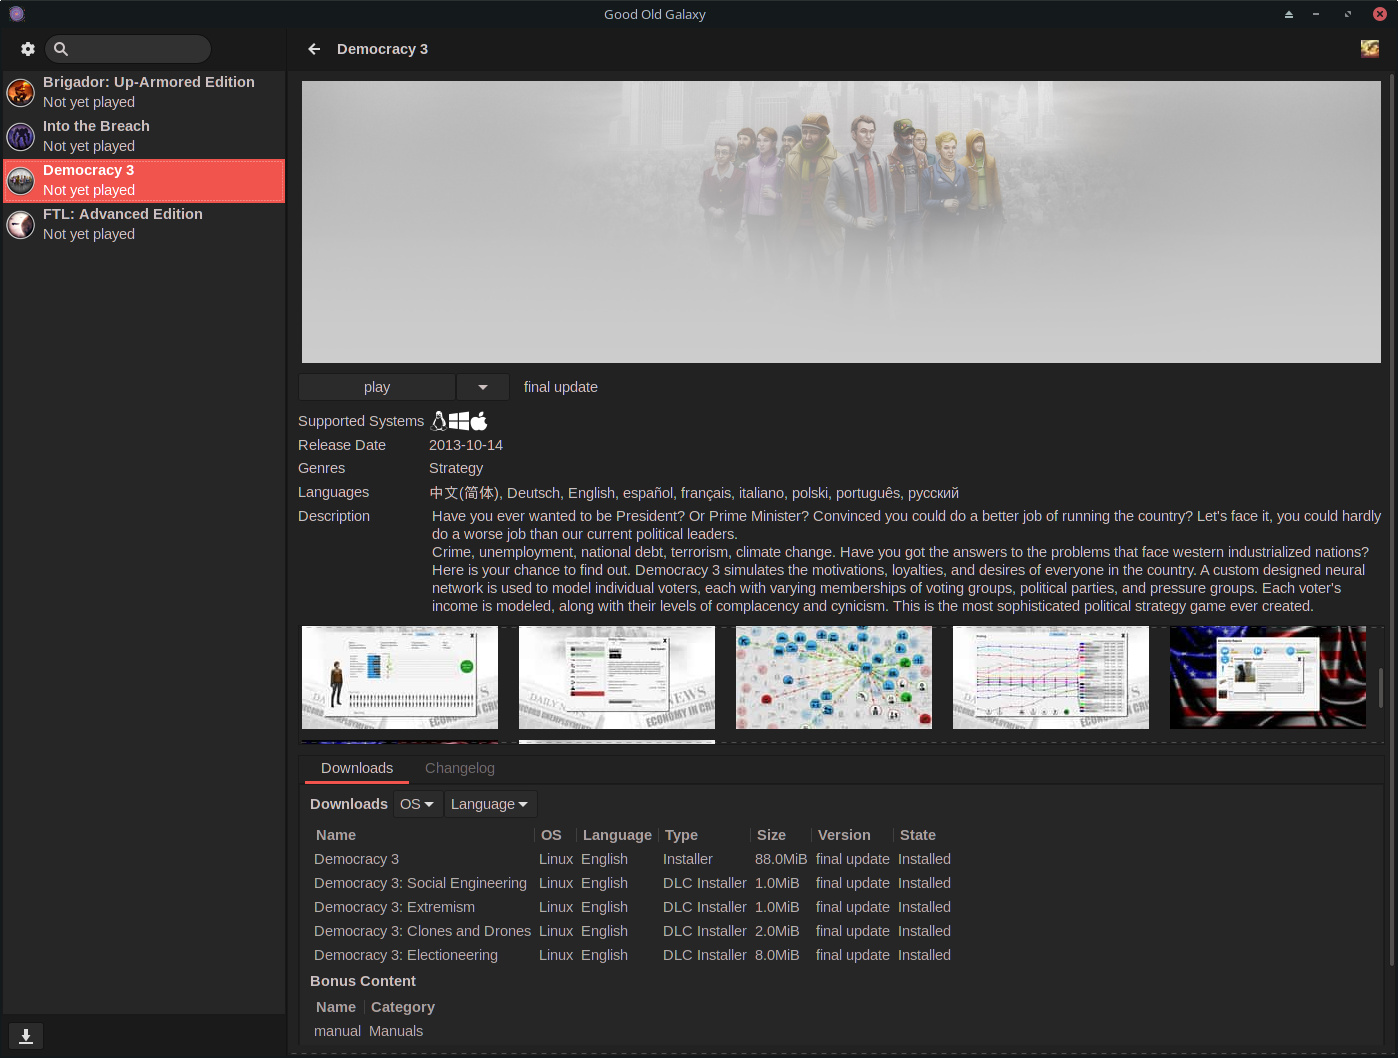 Good Old Galaxy
Democracy 3
Brigador: Up-Armored Edition
Not yet played
Into the Breach
Not yet played
Democracy 3
Not yet played
FTL: Advanced Edition
Not yet played
play
final update
Supported Systems
Release Date 2013-10-14
Genres Strategy
Languages 中文(简体), Deutsch, English, español, français, italiano, polski, português, русский
Description Have you ever wanted to be President? Or Prime Minister? Convinced you could do a better job of running the country? Let's face it, you could hardly
do a worse job than our current political leaders.
Crime, unemployment, national debt, terrorism, climate change. Have you got the answers to the problems that face western industrialized nations?
Here is your chance to find out. Democracy 3 simulates the motivations, loyalties, and desires of everyone in the country. A custom designed neural
network is used to model individual voters, each with varying memberships of voting groups, political parties, and pressure groups. Each voter's
income is modeled, along with their levels of complacency and cynicism. This is the most sophisticated political strategy game ever created.
Downloads Changelog
Downloads OS Language
Name OS Language Type Size Version State
Democracy 3 Linux English Installer 88.0MiB final update Installed
Democracy 3: Social Engineering Linux English DLC Installer 1.0MiB final update Installed
Democracy 3: Extremism Linux English DLC Installer 1.0MiB final update Installed
Democracy 3: Clones and Drones Linux English DLC Installer 2.0MiB final update Installed
Democracy 3: Electioneering Linux English DLC Installer 8.0MiB final update Installed
Bonus Content
Name Category
manual Manuals